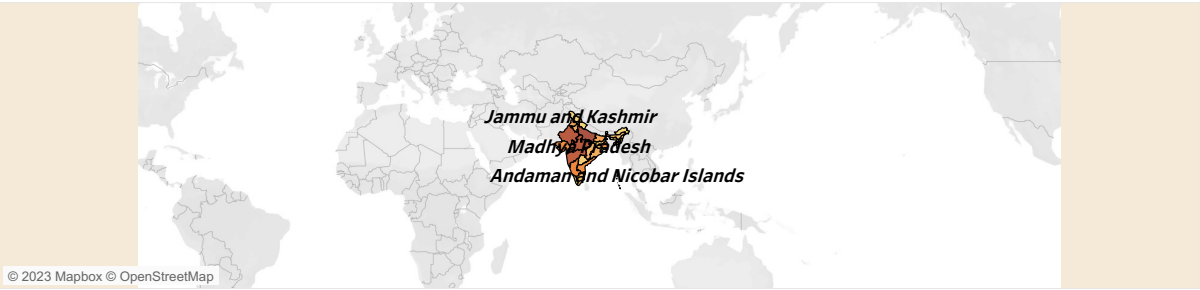 Jammu and Kashmir
Madhya Pradesh
Andaman and Nicobar Islands
© 2023 Mapbox © OpenStreetMap